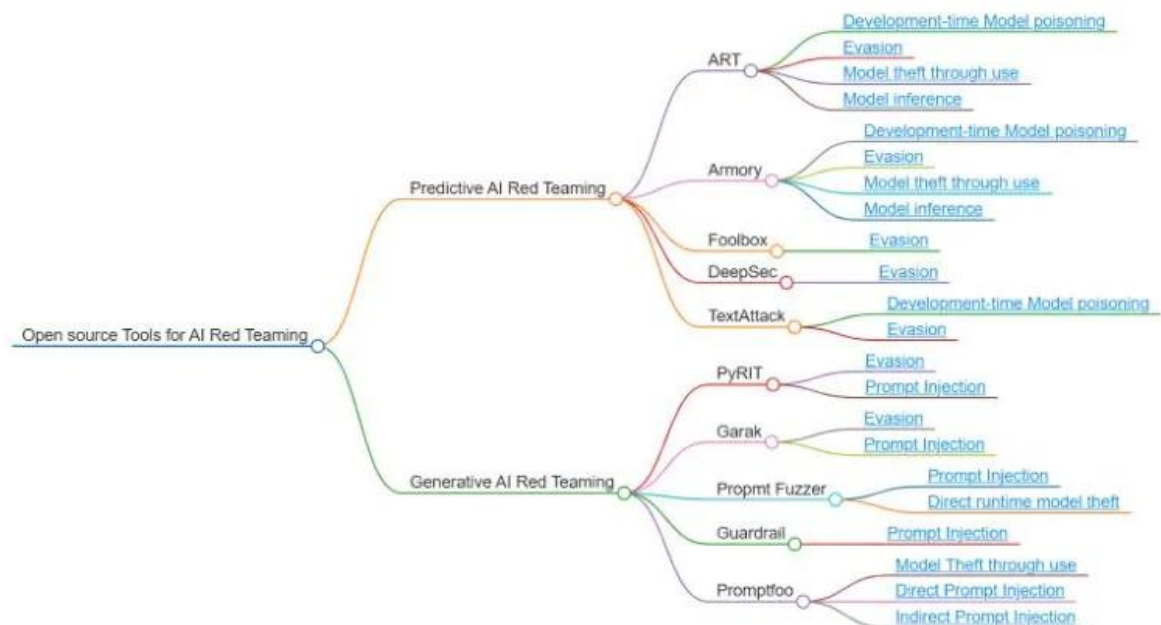 Open source Tools for AI Red Teaming
Predictive AI Red Teaming
ART
Development-time Model poisoning
Evasion
Model theft through use
Model inference
Armory
Development-time Model poisoning
Evasion
Model theft through use
Model inference
Foolbox
Evasion
DeepSec
Evasion
TextAttack
Development-time Model poisoning
Evasion
Generative AI Red Teaming
PyRIT
Evasion
Prompt Injection
Garak
Evasion
Prompt Injection
Propmt Fuzzer
Prompt Injection
Direct runtime model theft
Guardrail
Prompt Injection
Promptfoo
Model Theft through use
Direct Prompt Injection
Indirect Prompt Injection